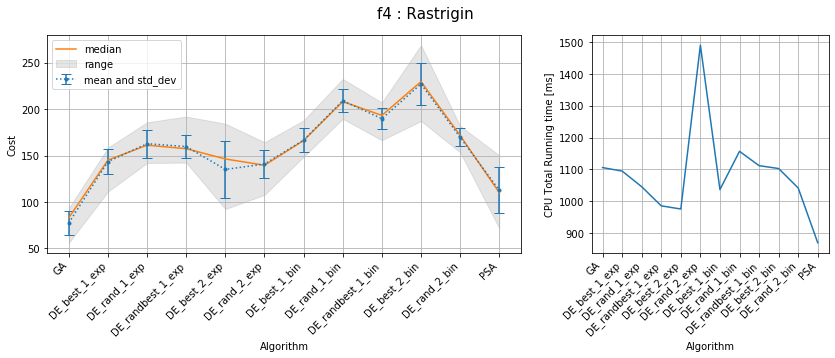 f4 : Rastrigin
median
range
mean and std_dev
Cost
250
200
150
100
50
GA
DE_best_1_exp
DE_rand_1_exp
DE_randbest_1_exp
DE_best_2_exp
DE_rand_2_exp
DE_best_1_bin
DE_rand_1_bin
DE_randbest_1_bin
DE_best_2_bin
DE_rand_2_bin
PSA
Algorithm
CPU Total Running time [ms]
1500
1400
1300
1200
1100
1000
900
GA
DE_best_1_exp
DE_rand_1_exp
DE_randbest_1_exp
DE_best_2_exp
DE_rand_2_exp
DE_best_1_bin
DE_rand_1_bin
DE_randbest_1_bin
DE_best_2_bin
DE_rand_2_bin
PSA
Algorithm